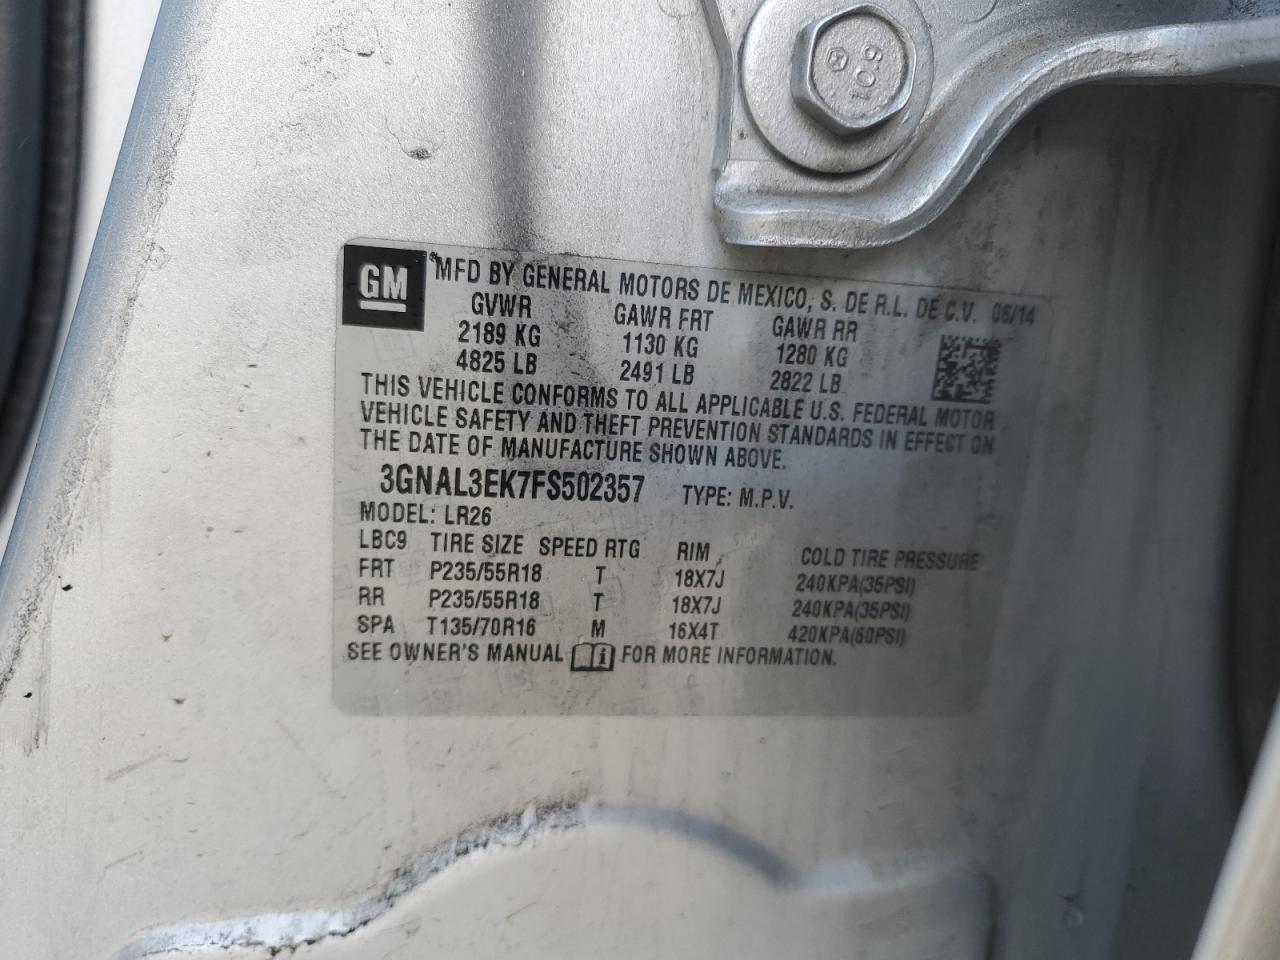 10.9
GM
MFD BY GENERAL MOTORS DE MEXICO, S. DE R.L. DE C.V. 06/14
GVWR GAWR FRT GAWR RR
2189 KG 1130 KG 1280 KG
4825 LB 2491 LB 2822 LB
THIS VEHICLE CONFORMS TO ALL APPLICABLE U.S. FEDERAL MOTOR
VEHICLE SAFETY AND THEFT PREVENTION STANDARDS IN EFFECT ON
THE DATE OF MANUFACTURE SHOWN ABOVE.
3GNAL3EK7FS502357 TYPE: M.P.V.
MODEL: LR26
LBC9 TIRE SIZE SPEED RTG RIM COLD TIRE PRESSURE
FRT P235/55R18 T 18X7J 240KPA(35PSI)
RR P235/55R18 T 18X7J 240KPA(35PSI)
SPA T135/70R16 M 16X4T 420KPA(60PSI)
SEE OWNER'S MANUAL i FOR MORE INFORMATION.